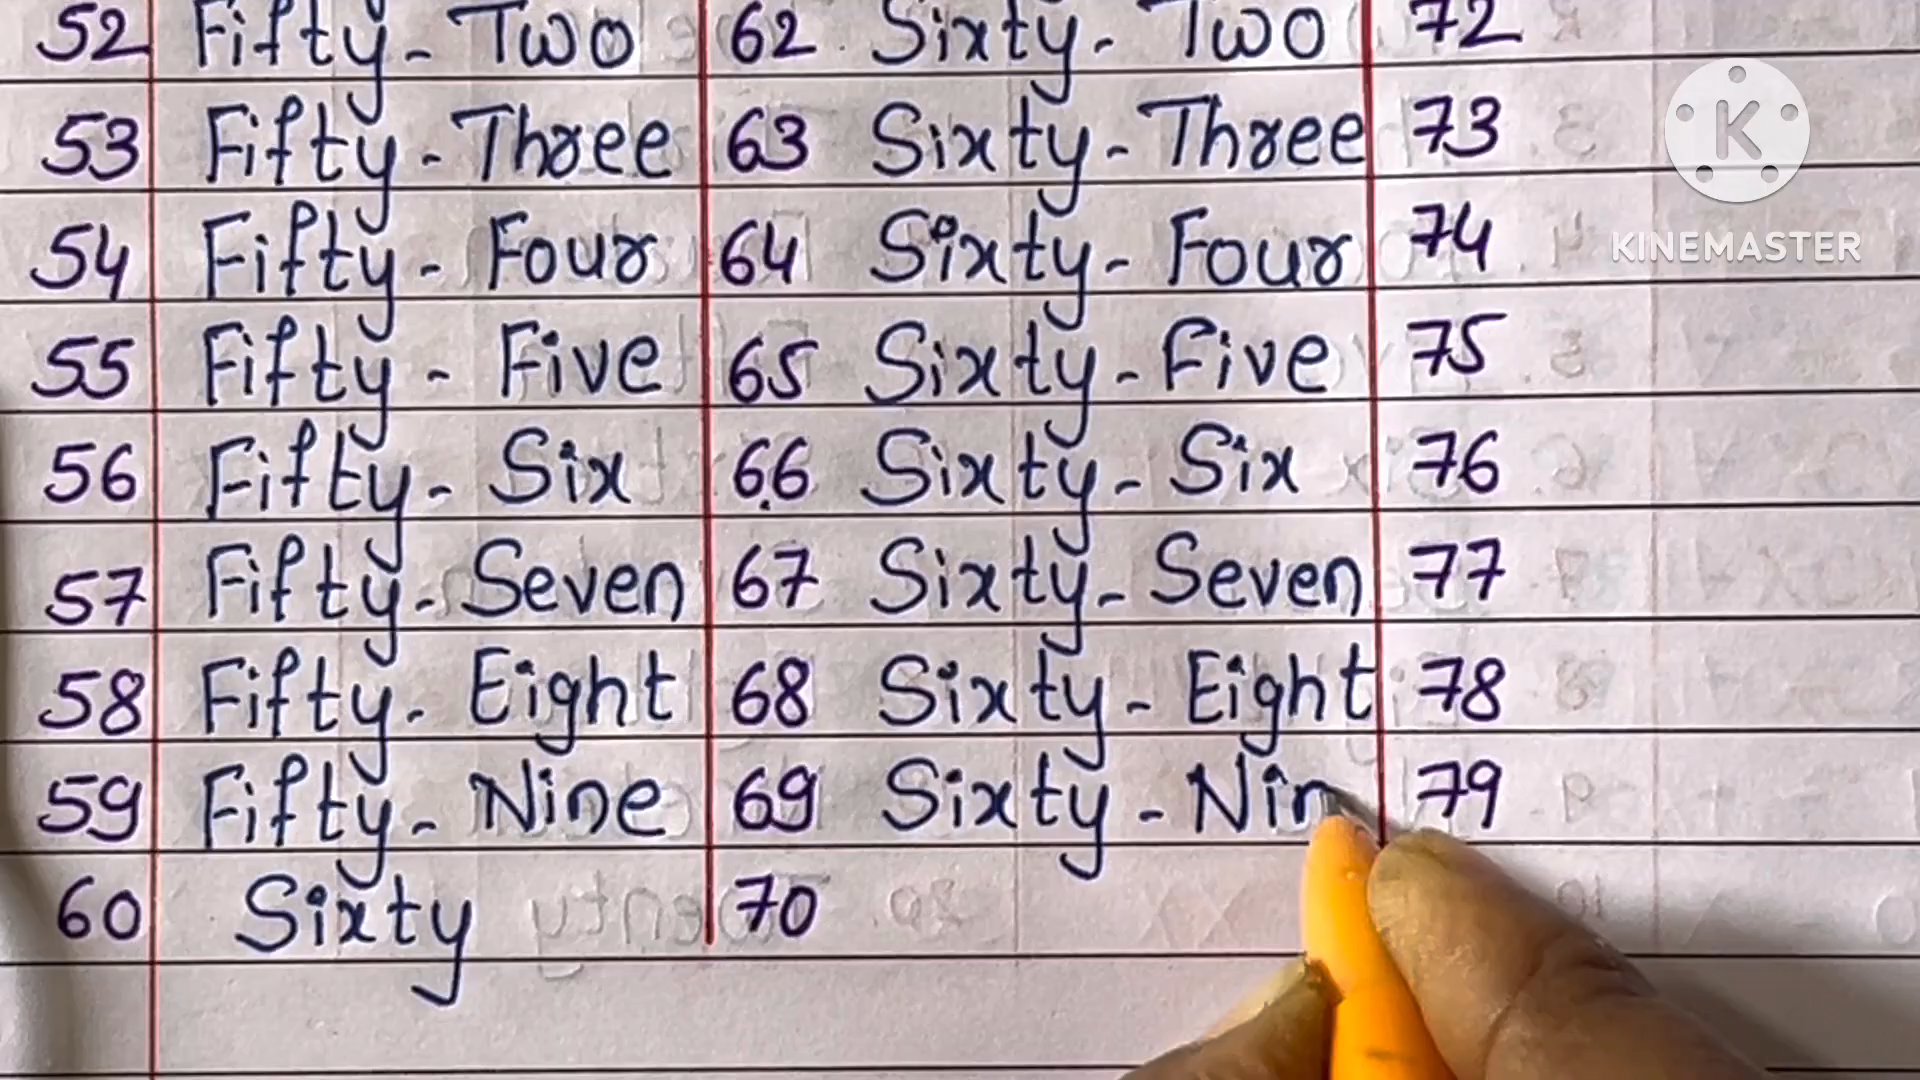 52 Fifty-Two 62 Sixty-Two 72
53 Fifty-Three 63 Sixty-Three 73
54 Fifty-Four 64 Sixty-Four 74
55 Fifty-Five 65 Sixty-Five 75
56 Fifty-Six 66 Sixty-Six 76
57 Fifty-Seven 67 Sixty-Seven 77
58 Fifty-Eight 68 Sixty-Eight 78
59 Fifty-Nine 69 Sixty-Nin 79
60 Sixty 70
K
KINEMASTER